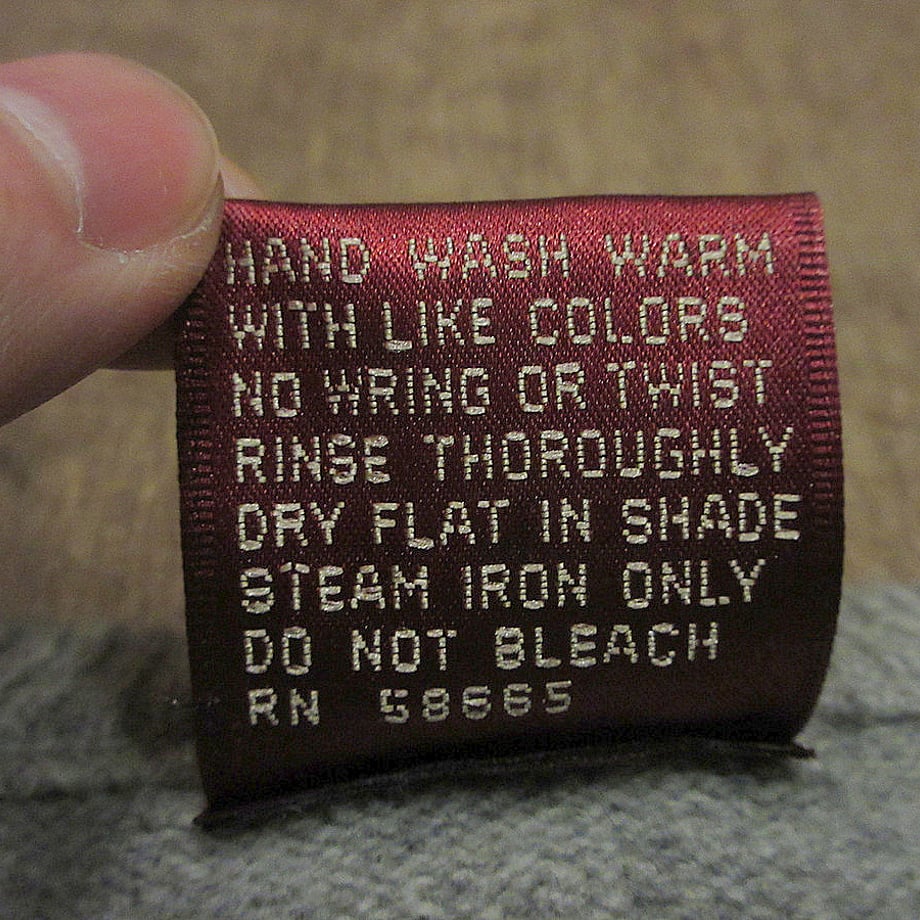 HAND WASH WARM
WITH LIKE COLORS
NO WRING OR TWIST
RINSE THOROUGHLY
DRY FLAT IN SHADE
STEAM IRON ONLY
DO NOT BLEACH
RN 58665